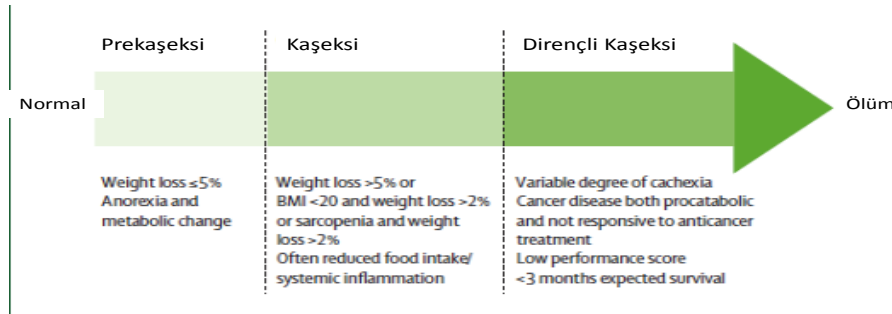 Prekaşeksi
Kaşeksi
Dirençli Kaşeksi
Normal
Ölüm
Weight loss ≤5%
Anorexia and
metabolic change
Weight loss >5% or
BMI <20 and weight loss >2%
or sarcopenia and weight
loss >2%
Often reduced food intake/
systemic inflammation
Variable degree of cachexia
Cancer disease both procatabolic
and not responsive to anticancer
treatment
Low performance score
<3 months expected survival